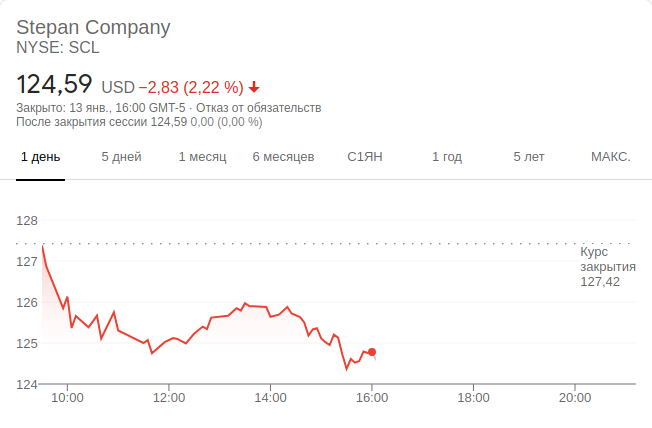 Stepan Company
NYSE: SCL
124,59 USD −2,83 (2,22 %)
Закрыто: 13 янв., 16:00 GMT-5 · Отказ от обязательств
После закрытия сессии 124,59 0,00 (0,00 %)
1 день 5 дней 1 месяц 6 месяцев С1ЯН 1 год 5 лет МАКС.
128
127
126
125
124
Курс
закрытия
127,42
10:00 12:00 14:00 16:00 18:00 20:00